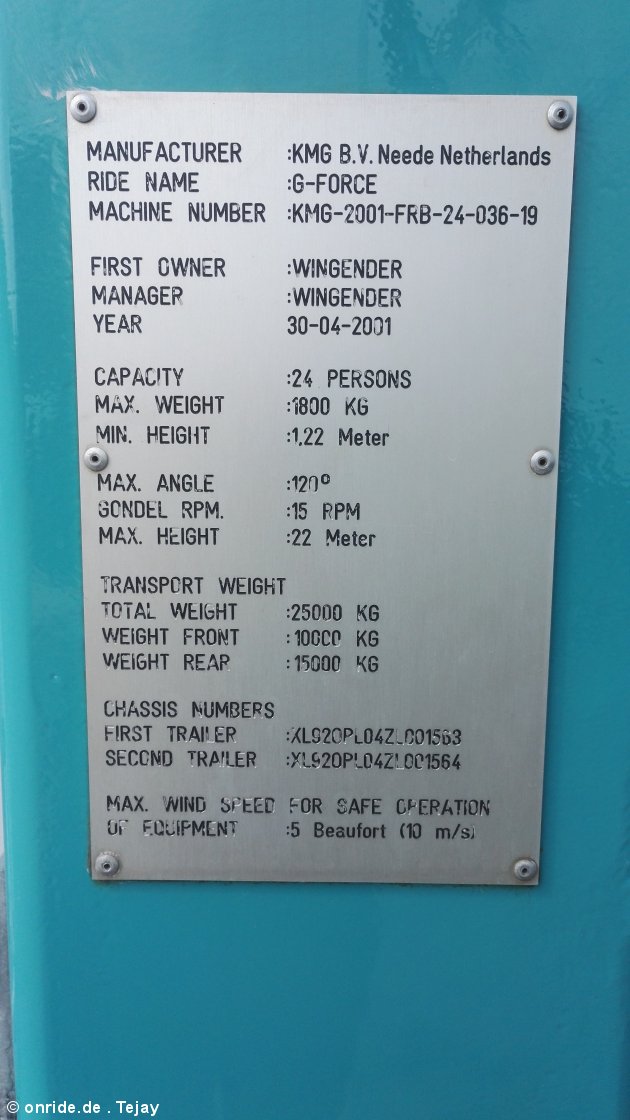 MANUFACTURER :KMG B.V. Neede Netherlands
RIDE NAME :G-FORCE
MACHINE NUMBER :KMG-2001-FRB-24-036-19
FIRST OWNER :WINGENDER
MANAGER :WINGENDER
YEAR 30-04-2001
CAPACITY :24 PERSONS
MAX. WEIGHT :1800 KG
MIN. HEIGHT :1,22 Meter
MAX. ANGLE :120°
GONDEL RPM. :15 RPM
MAX. HEIGHT :22 Meter
TRANSPORT WEIGHT
TOTAL WEIGHT :25000 KG
WEIGHT FRONT :10000 KG
WEIGHT REAR :15000 KG
CHASSIS NUMBERS
FIRST TRAILER :XL920PL04ZL001563
SECOND TRAILER :XL920PL04ZL001564
MAX. WIND SPEED FOR SAFE OPERATION
OF EQUIPMENT :5 Beaufort (10 m/s)
© onride.de . Tejay